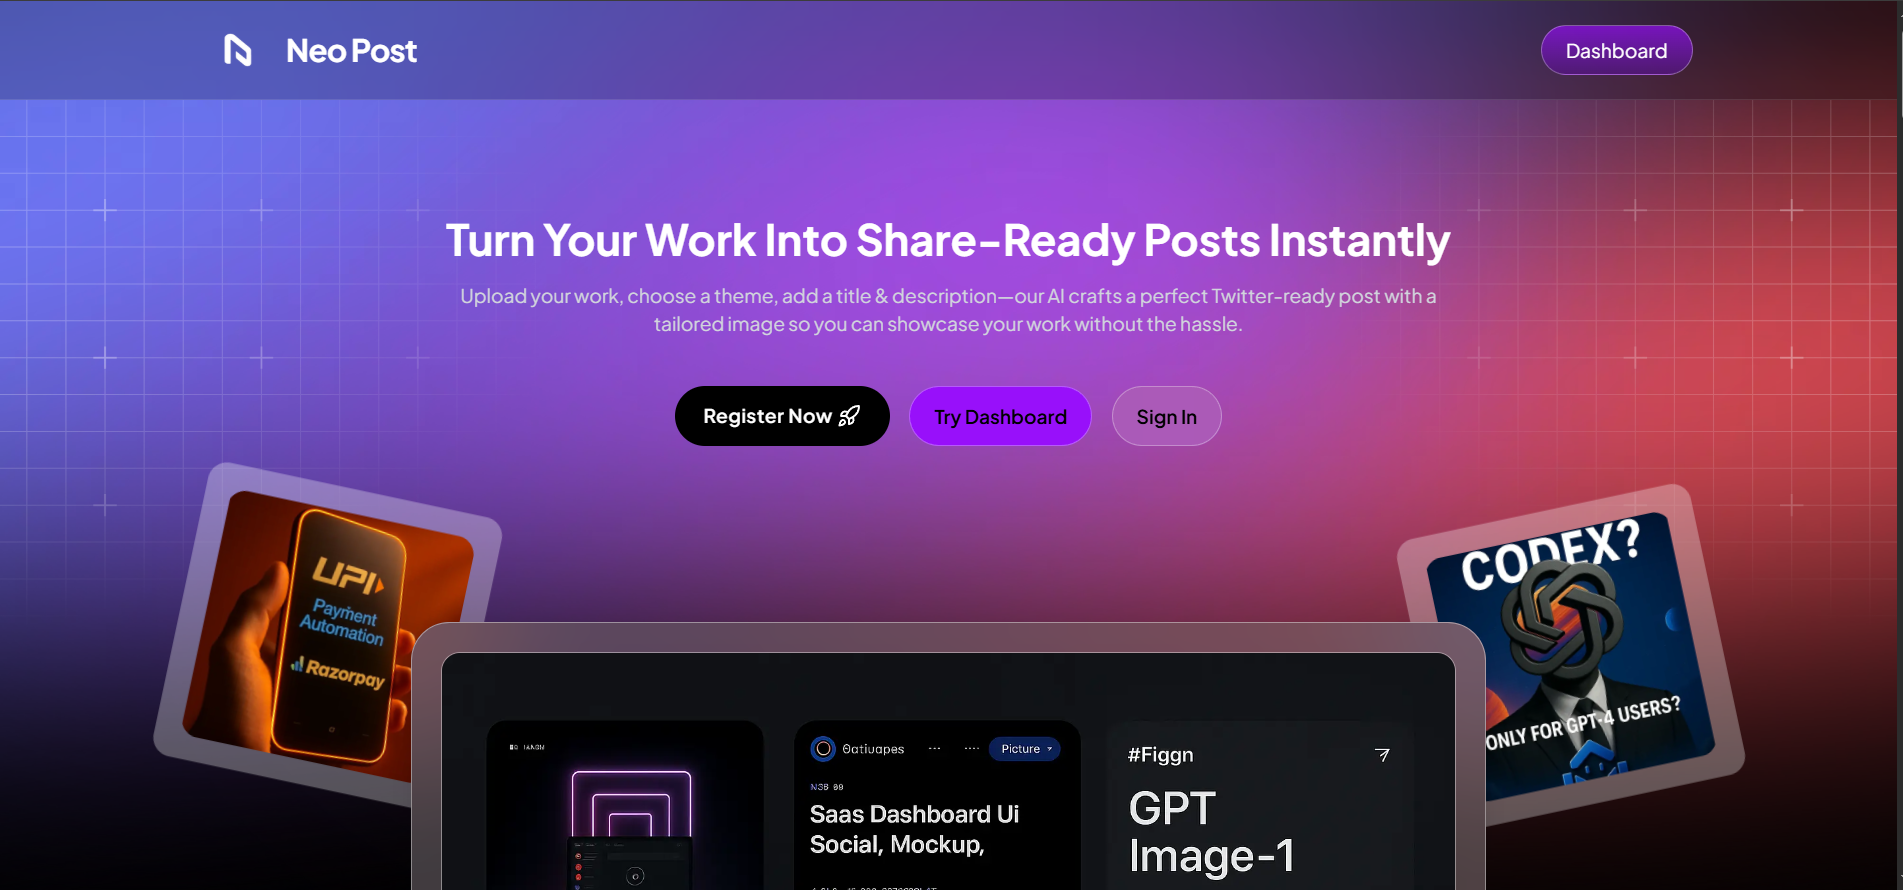 Neo Post
Dashboard
Turn Your Work Into Share-Ready Posts Instantly
Upload your work, choose a theme, add a title & description—our AI crafts a perfect Twitter-ready post with a
tailored image so you can showcase your work without the hassle.
Register Now
Try Dashboard
Sign In
UPI
Payment
Automation
Razorpay
CODEX?
ONLY FOR GPT-4 USERS?
Picture
Saas Dashboard Ui
Social, Mockup,
#Figgn
GPT
Image-1